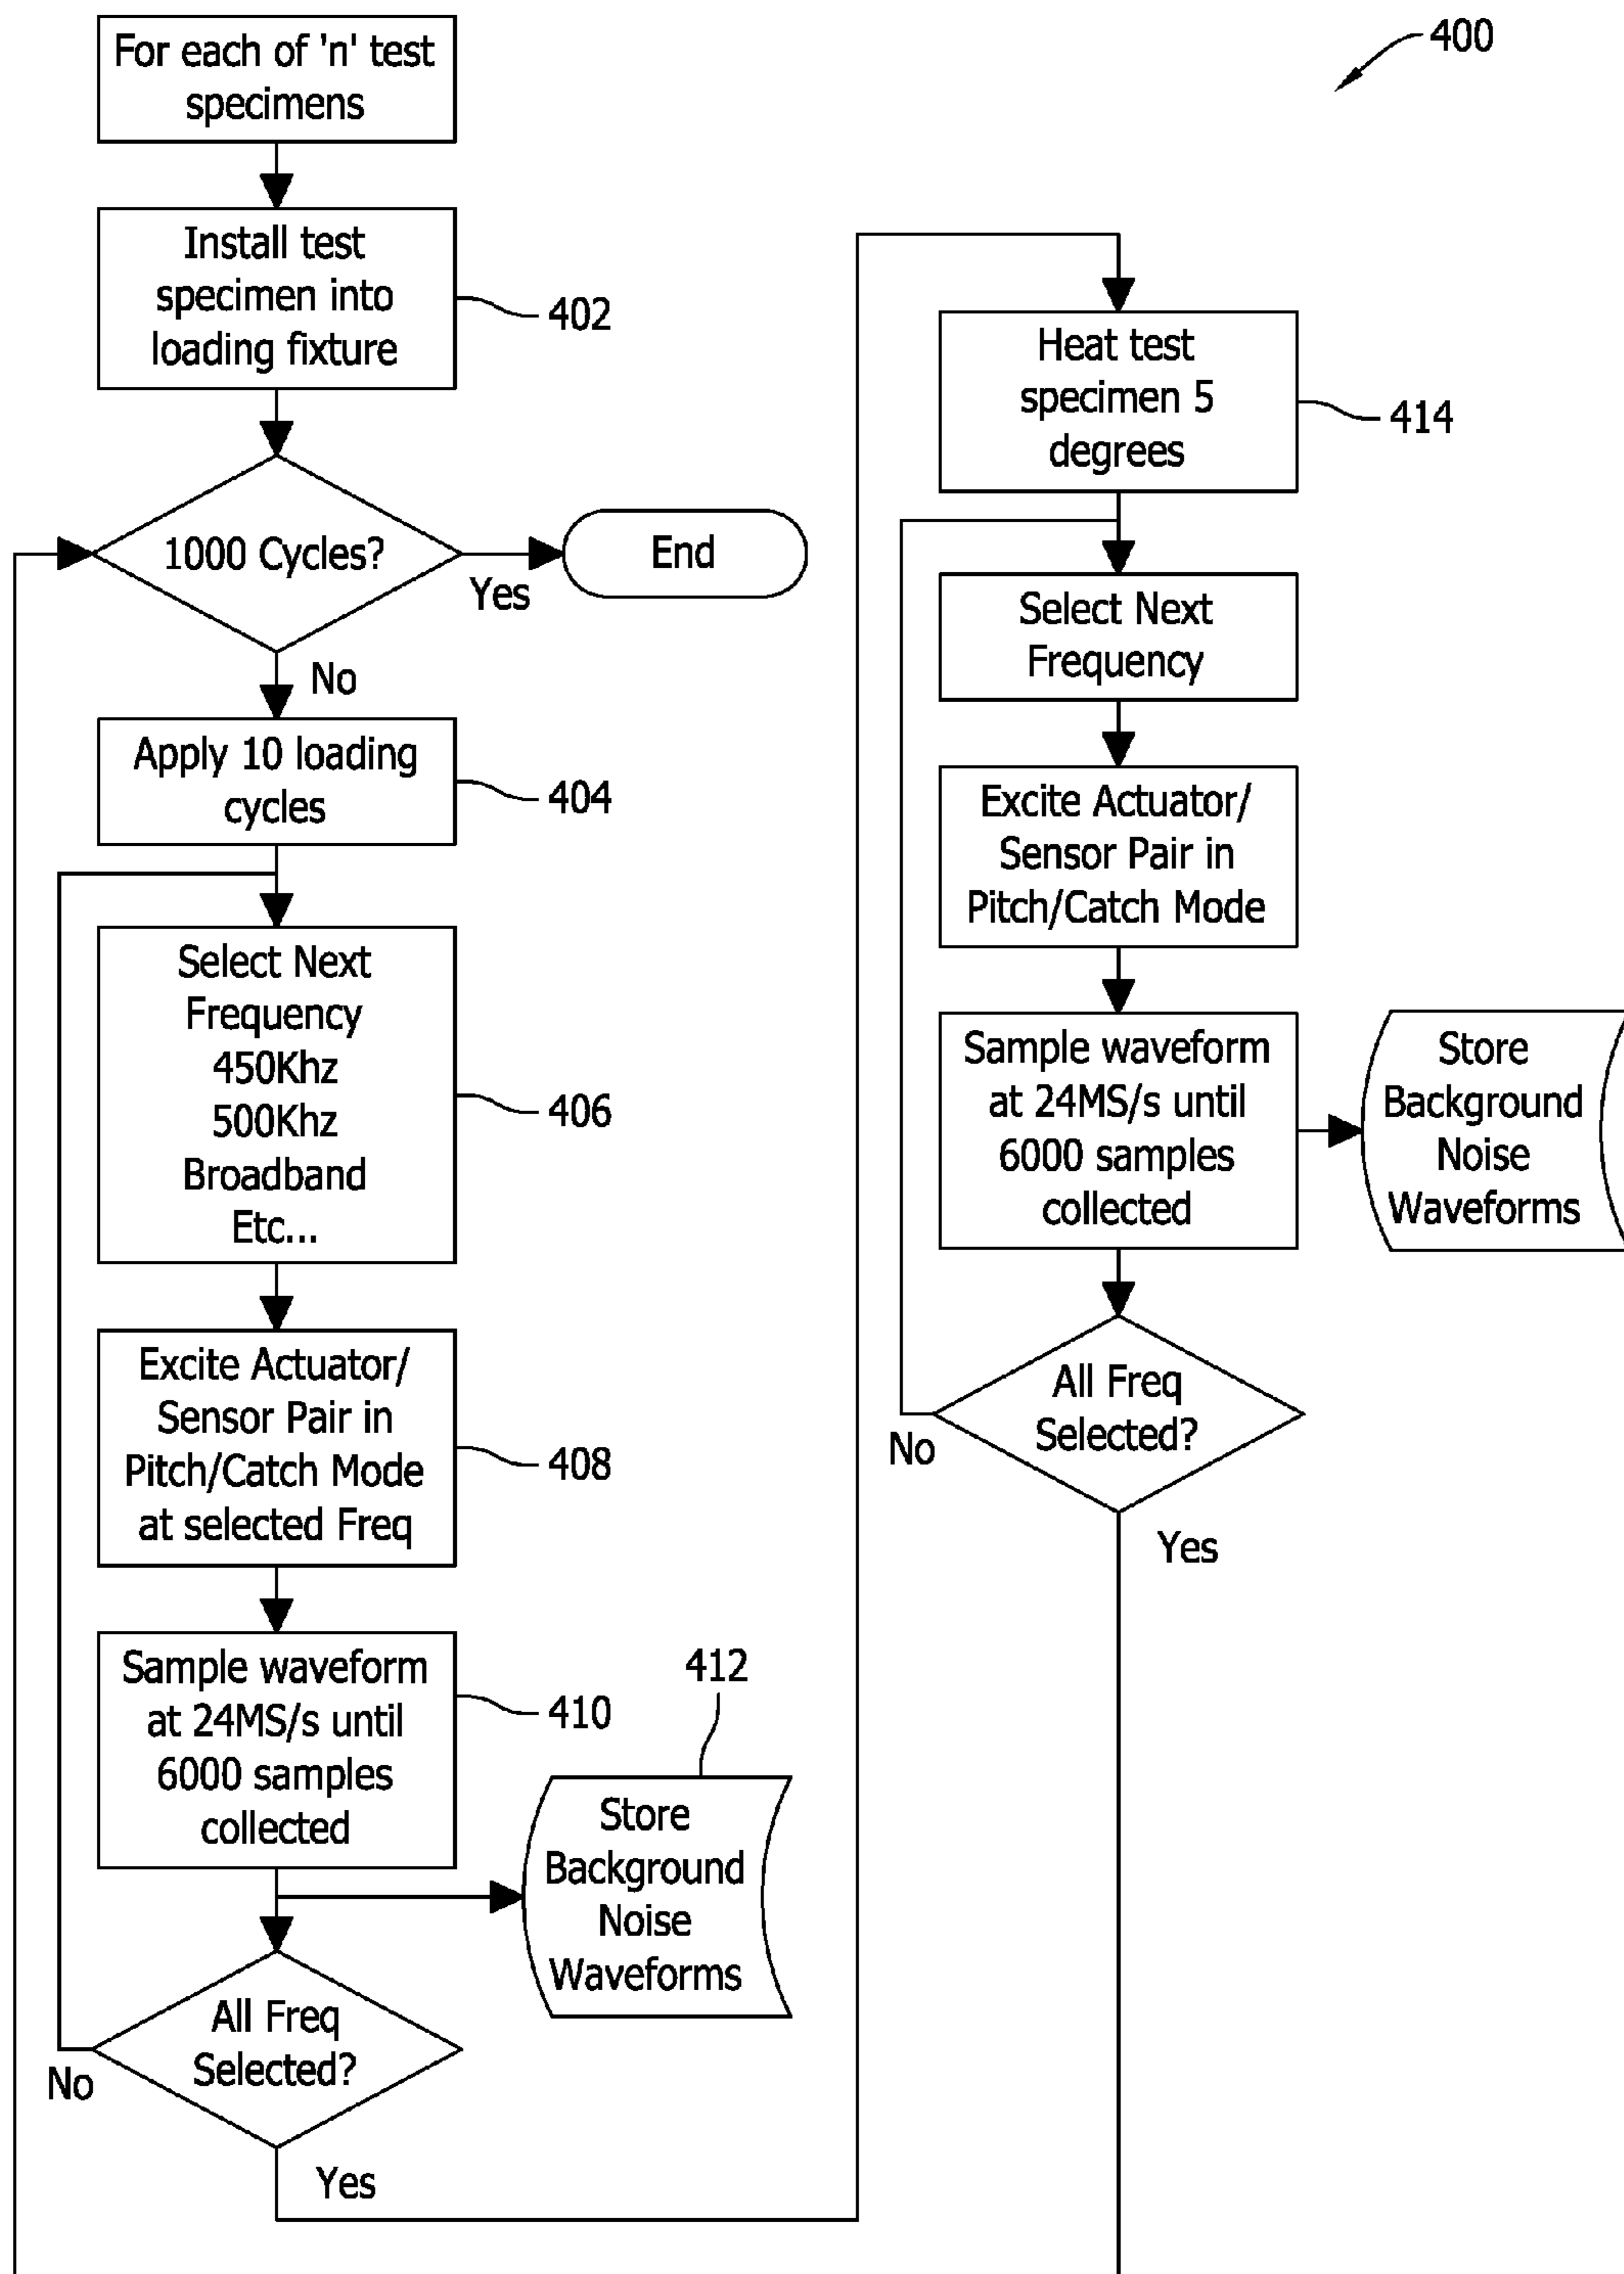 For each of 'n' test
specimens
400
Install test
specimen into
loading fixture
402
1000 Cycles?
Yes
End
No
Apply 10 loading
cycles
404
Select Next
Frequency
450Khz
500Khz
Broadband
Etc...
406
Excite Actuator/
Sensor Pair in
Pitch/Catch Mode
at selected Freq
408
Sample waveform
at 24MS/s until
6000 samples
collected
410
412
Store
Background
Noise
Waveforms
All Freq
Selected?
No
Yes
Heat test
specimen 5
degrees
414
Select Next
Frequency
Excite Actuator/
Sensor Pair in
Pitch/Catch Mode
Sample waveform
at 24MS/s until
6000 samples
collected
Store
Background
Noise
Waveforms
All Freq
Selected?
No
Yes